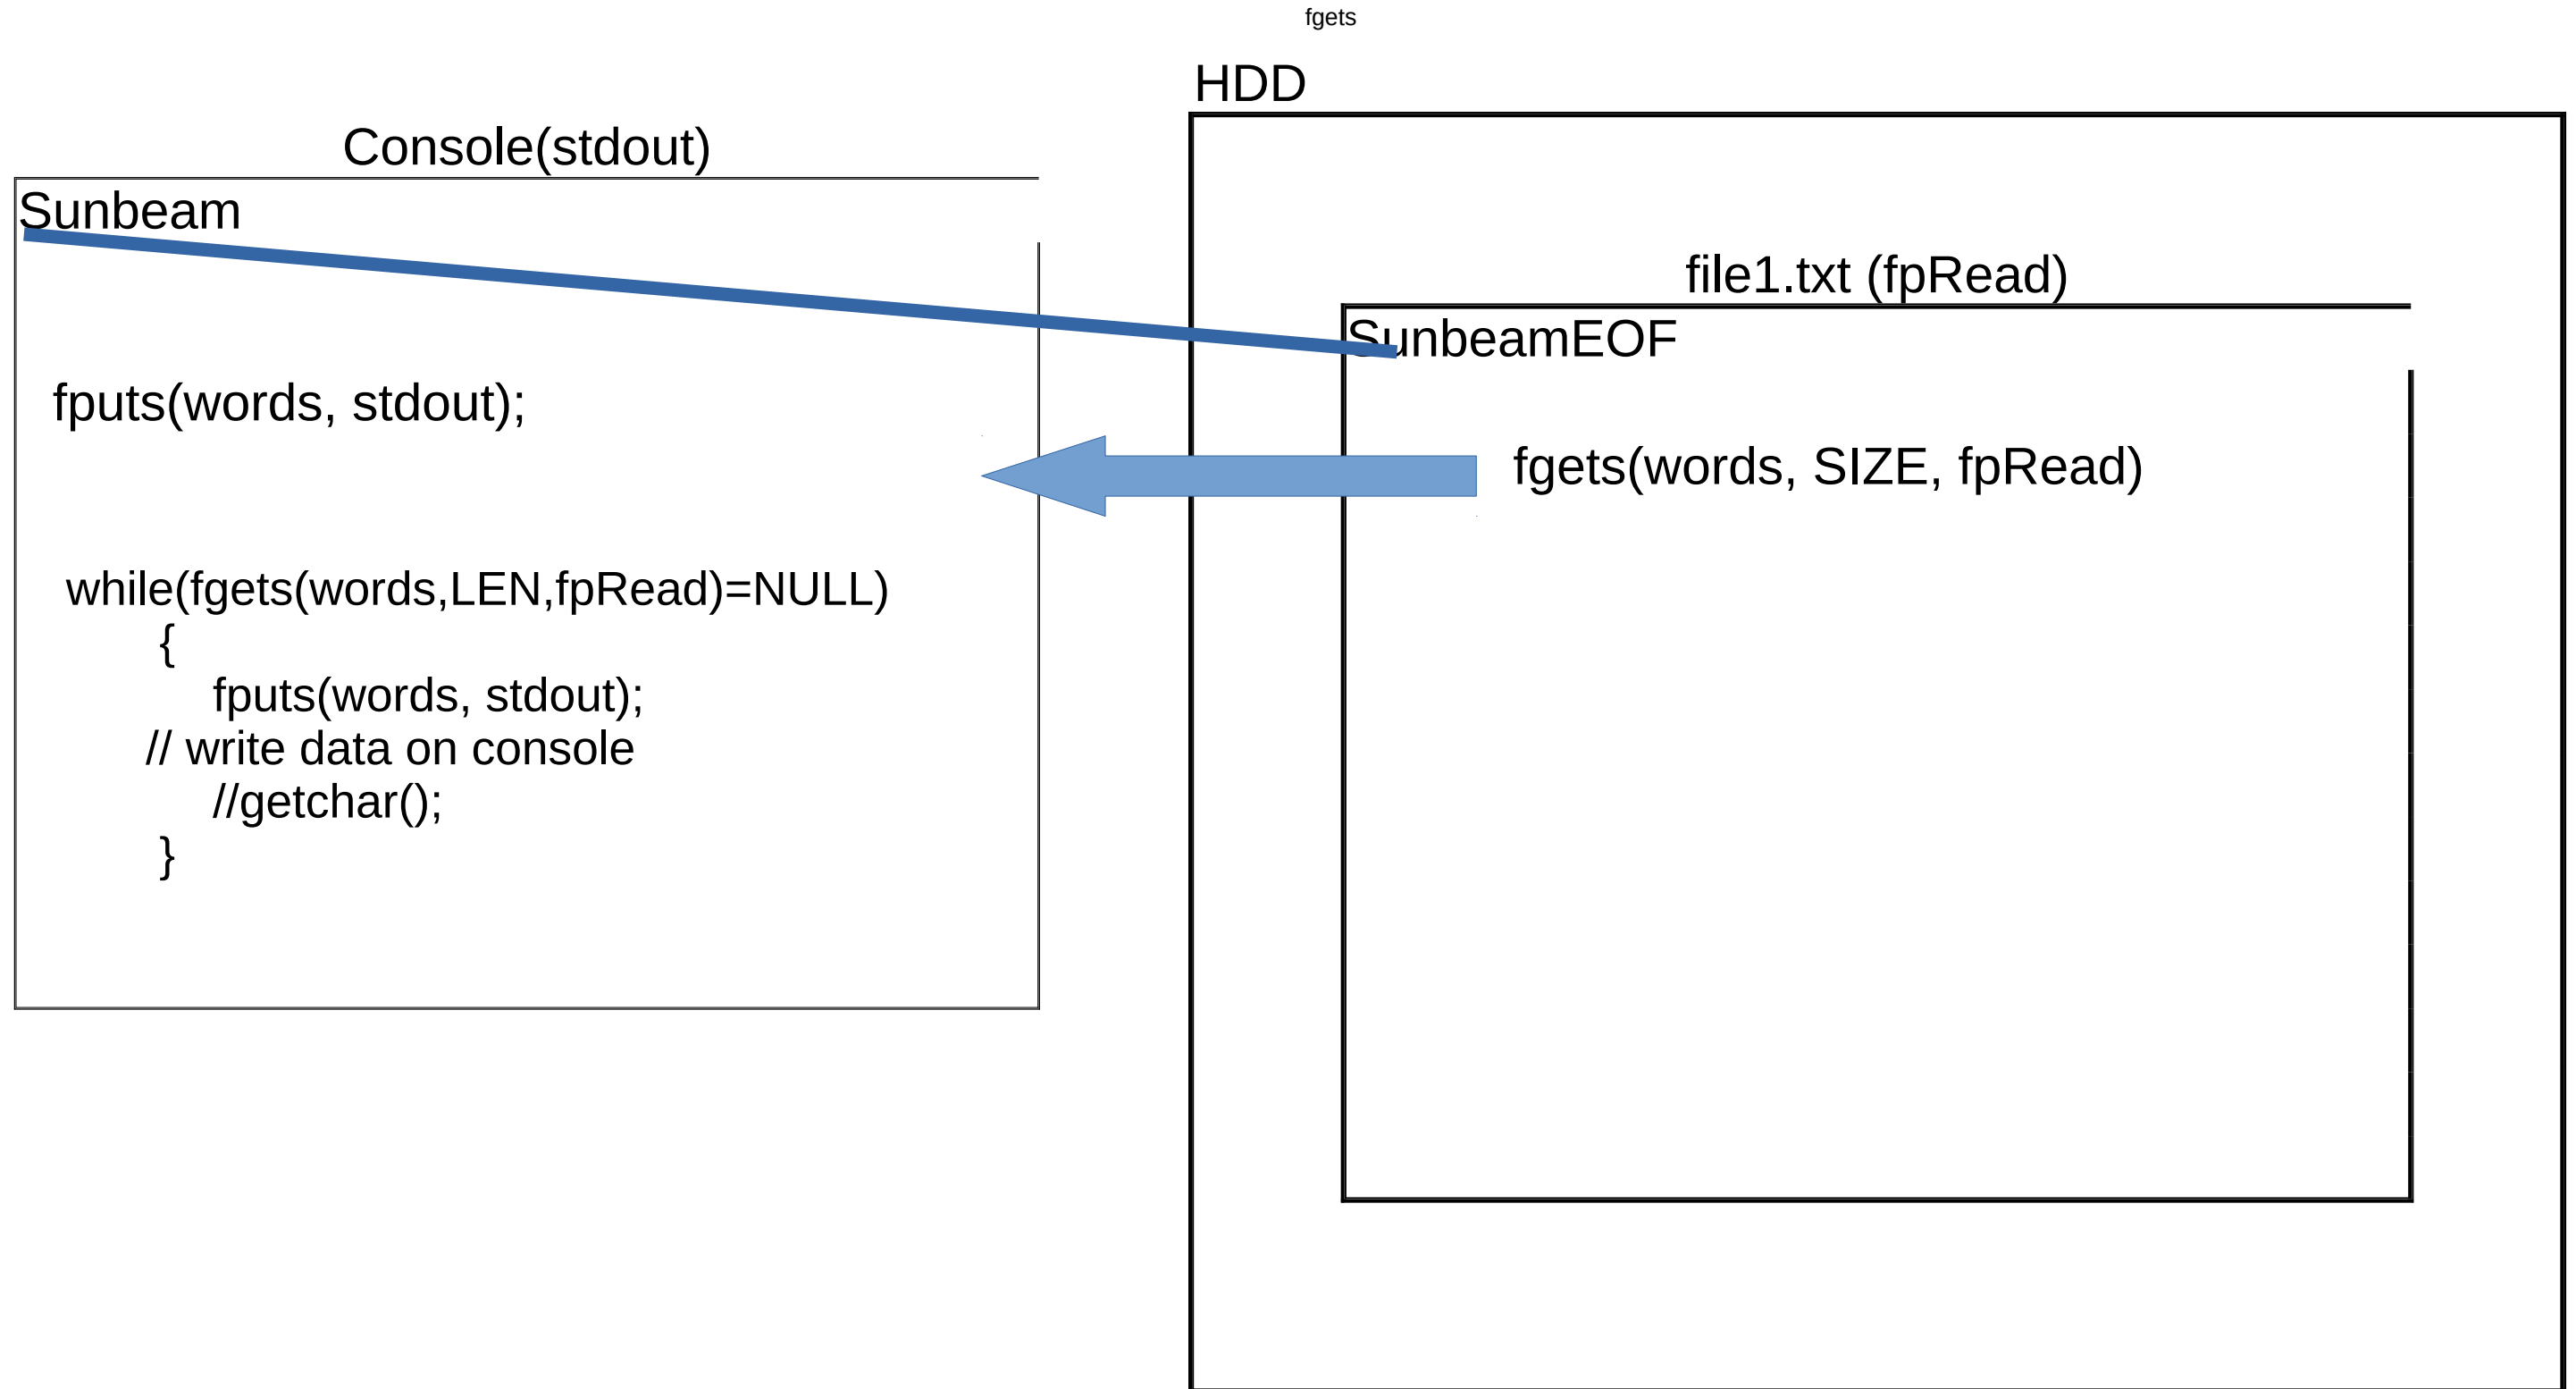 fgets
HDD
Console(stdout)
Sunbeam
file1.txt (fpRead)
SunbeamEOF
fputs(words, stdout);
fgets(words, SIZE, fpRead)
while(fgets(words,LEN,fpRead)=NULL)
{
fputs(words, stdout);
// write data on console
//getchar();
}